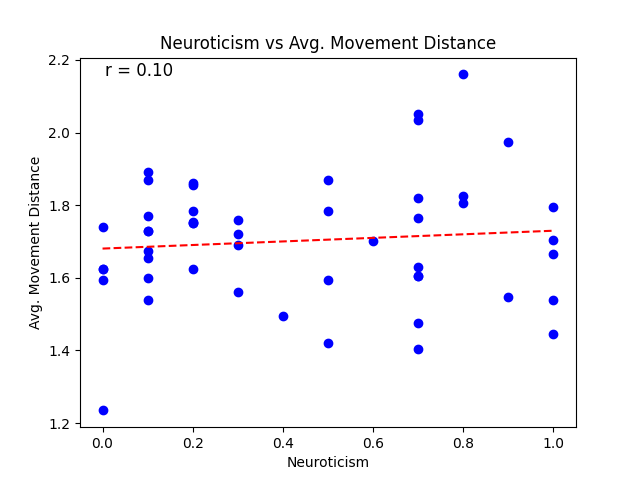 Neuroticism vs Avg. Movement Distance
r = 0.10
2.2
2.0
1.8
1.6
1.4
1.2
Avg. Movement Distance
0.0 0.2 0.4 0.6 0.8 1.0
Neuroticism